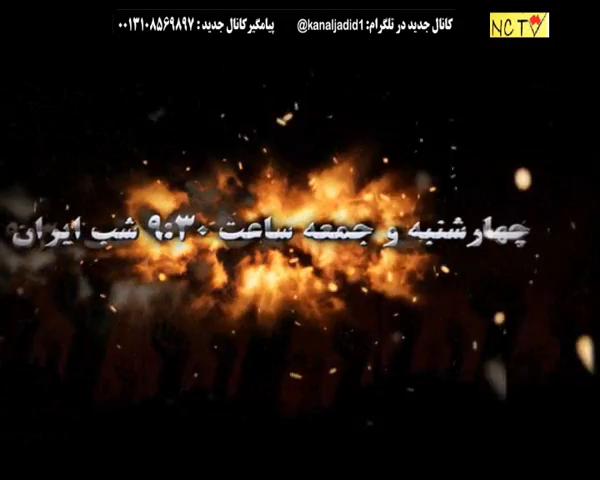 کانال جدید در تلگرام: kanaljadid1@ پیامگیر کانال جدید : ۰۰۱۳۱۰۸۵۶۹۸۹۷
NCTV
چهارشنبه و جمعه ساعت ۹:۳۰ شب ایران